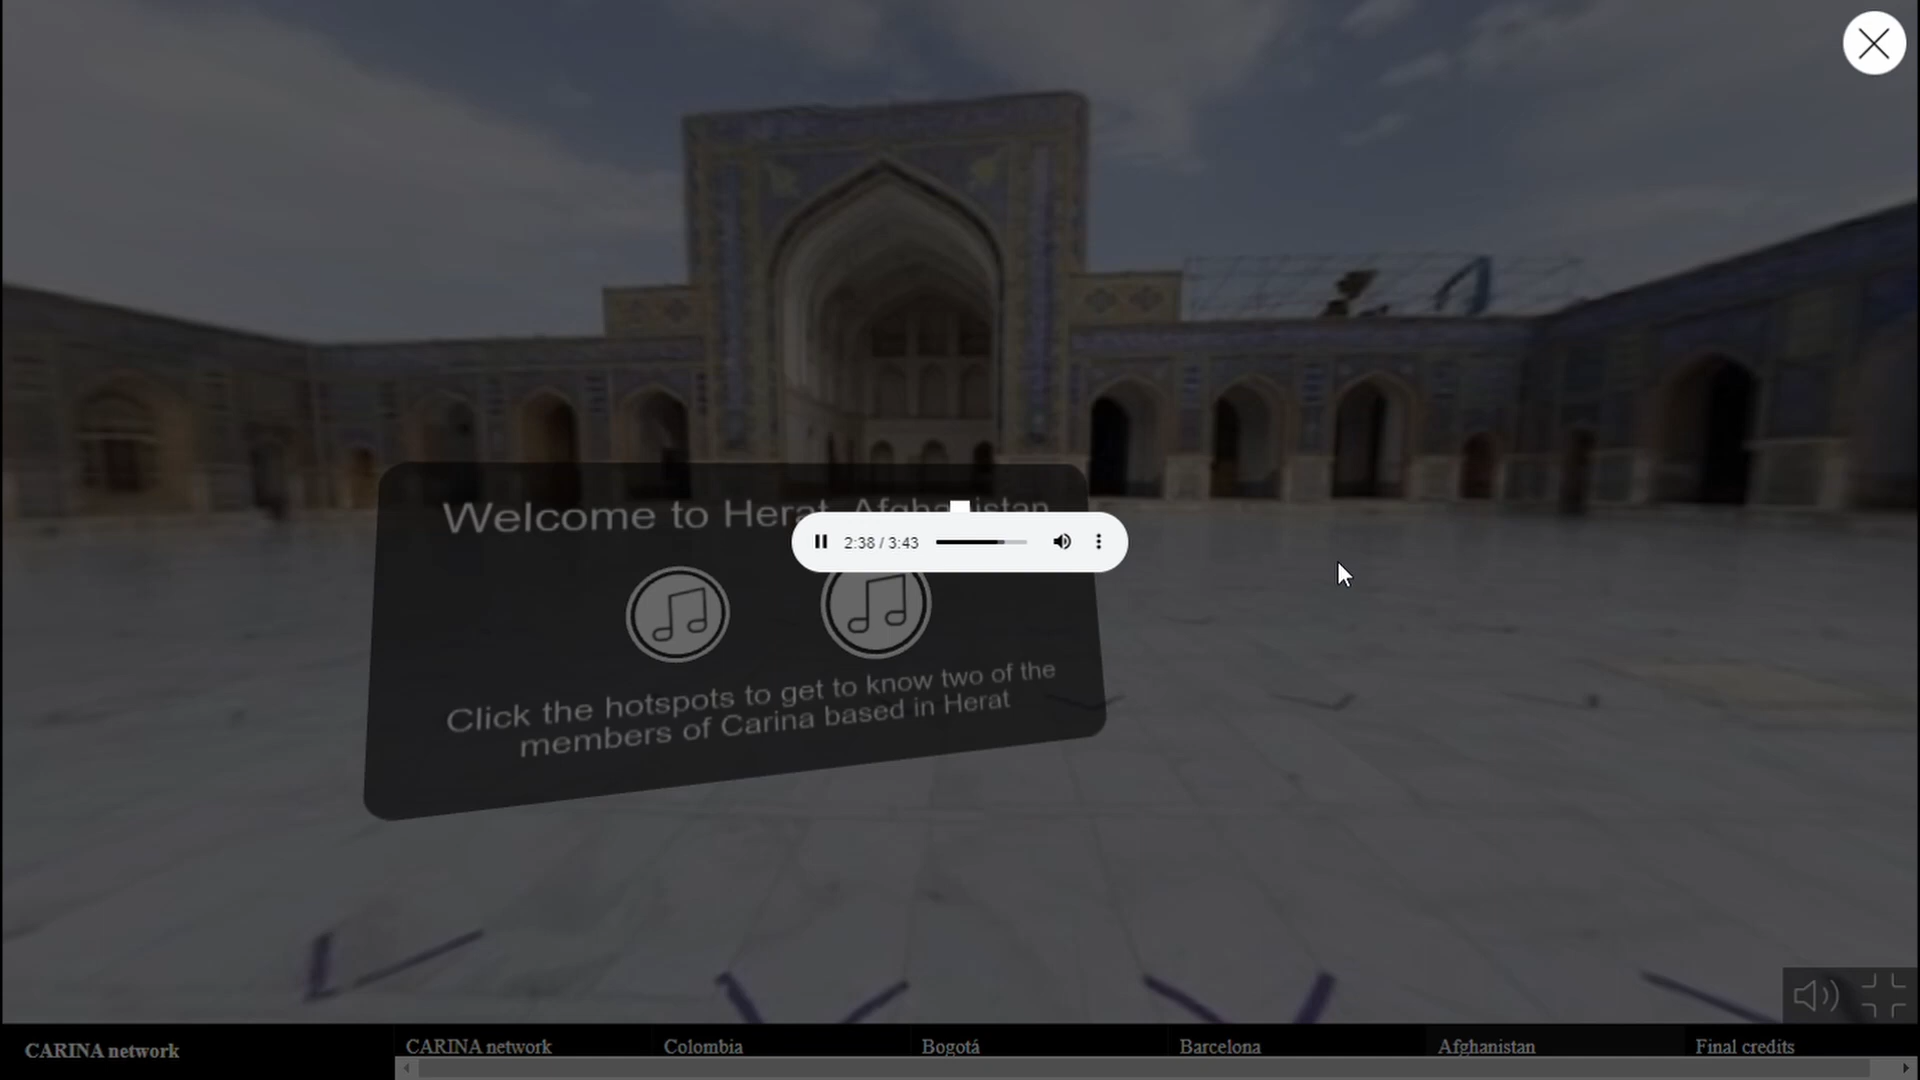 Welcome to Herat, Afghanistan
2:38 / 3:43
Click the hotspots to get to know two of the
members of Carina based in Herat
CARINA network
CARINA network
Colombia
Bogotá
Barcelona
Afghanistan
Final credits